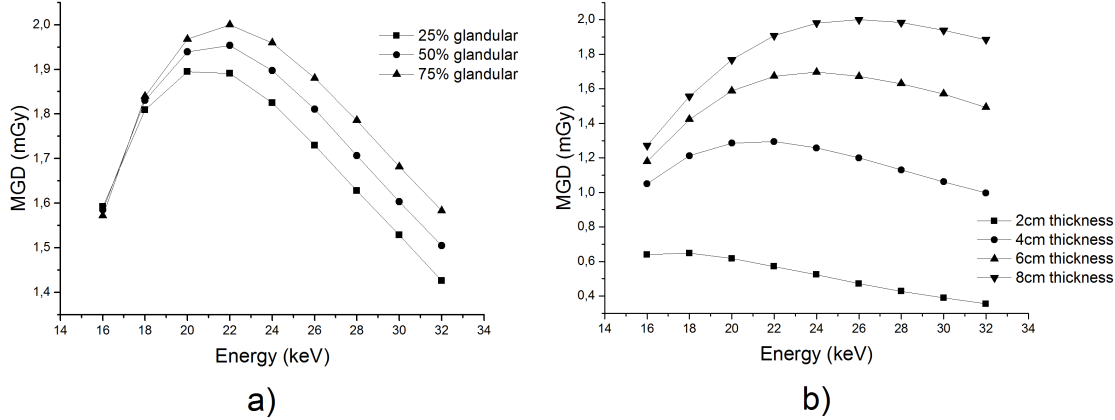 2,0
1,9
1,8
1,7
1,6
1,5
1,4
MGD (mGy)
25% glandular
50% glandular
75% glandular
14 16 18 20 22 24 26 28 30 32 34
Energy (keV)
a)
2,0
1,8
1,6
1,4
1,2
1,0
0,8
0,6
0,4
MGD (mGy)
2cm thickness
4cm thickness
6cm thickness
8cm thickness
14 16 18 20 22 24 26 28 30 32 34
Energy (keV)
b)